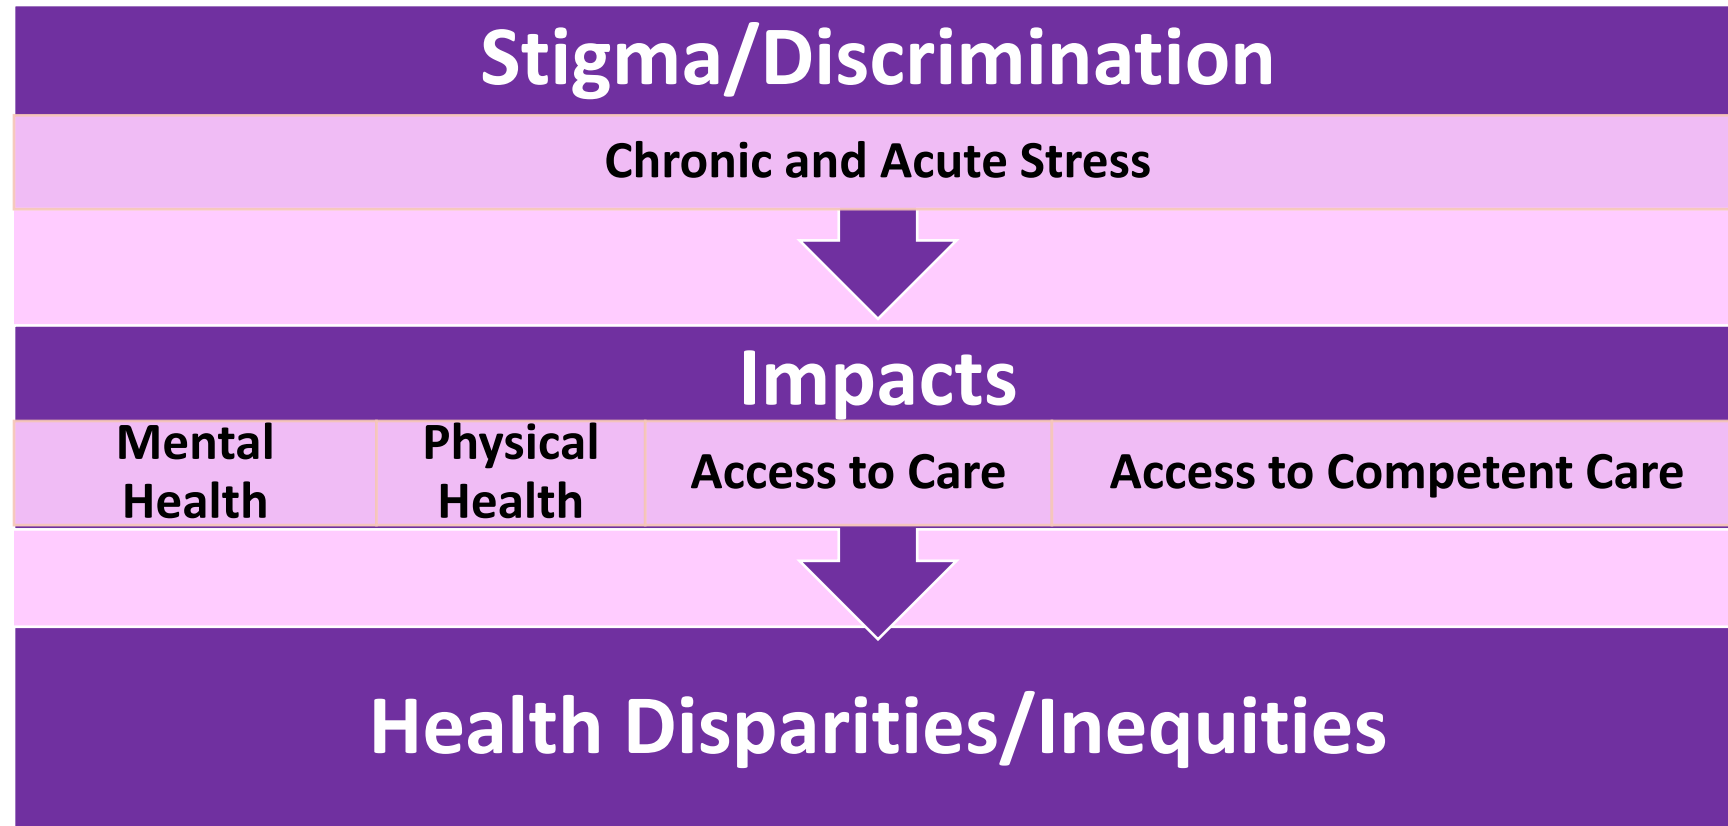 Stigma/Discrimination
Chronic and Acute Stress
Impacts
Mental
Health
Physical
Health
Access to Care
Access to Competent Care
Health Disparities/Inequities